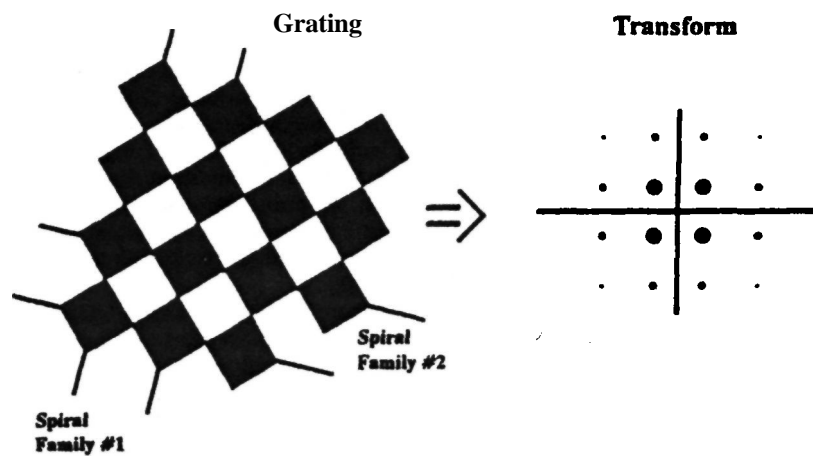 Grating
Transform
Spiral
Family #2
Spiral
Family #1